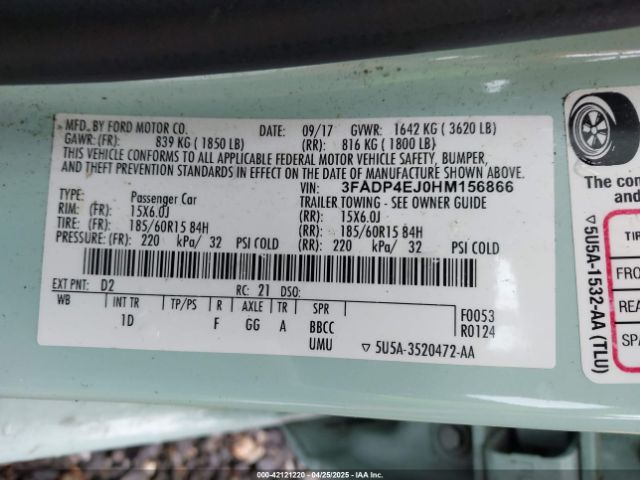 MFD. BY FORD MOTOR CO. DATE: 09/17 GVWR: 1642 KG ( 3620 LB)
GAWR: (FR): 839 KG ( 1850 LB) (RR): 816 KG ( 1800 LB)
THIS VEHICLE CONFORMS TO ALL APPLICABLE FEDERAL MOTOR VEHICLE SAFETY, BUMPER,
AND THEFT PREVENTION STANDARDS IN EFFECT ON THE DATE OF MANUFACTURE SHOWN ABOVE.
VIN: 3FADP4EJ0HM156866
TYPE: Passenger Car TRAILER TOWING - SEE OWNER GUIDE
RIM: (FR) 15X6.0J (RR): 15X6.0J
TIRE: (FR) 185/60R15 84H (RR): 185/60R15 84H
PRESSURE: (FR) 220 kPa/ 32 PSI COLD (RR): 220 kPa/ 32 PSI COLD
EXT PNT: D2 RC: 21 DSO:
WB INT TR TP/PS R AXLE TR SPR F0053
1D F GG A BBCC R0124
UMU ▽ 5U5A-3520472-AA
The con
and
TIR
FRO
REA
SPA
▽5U5A-1532-AA (TLU)
000-42121220 - 04/25/2025 - IAAI.COM